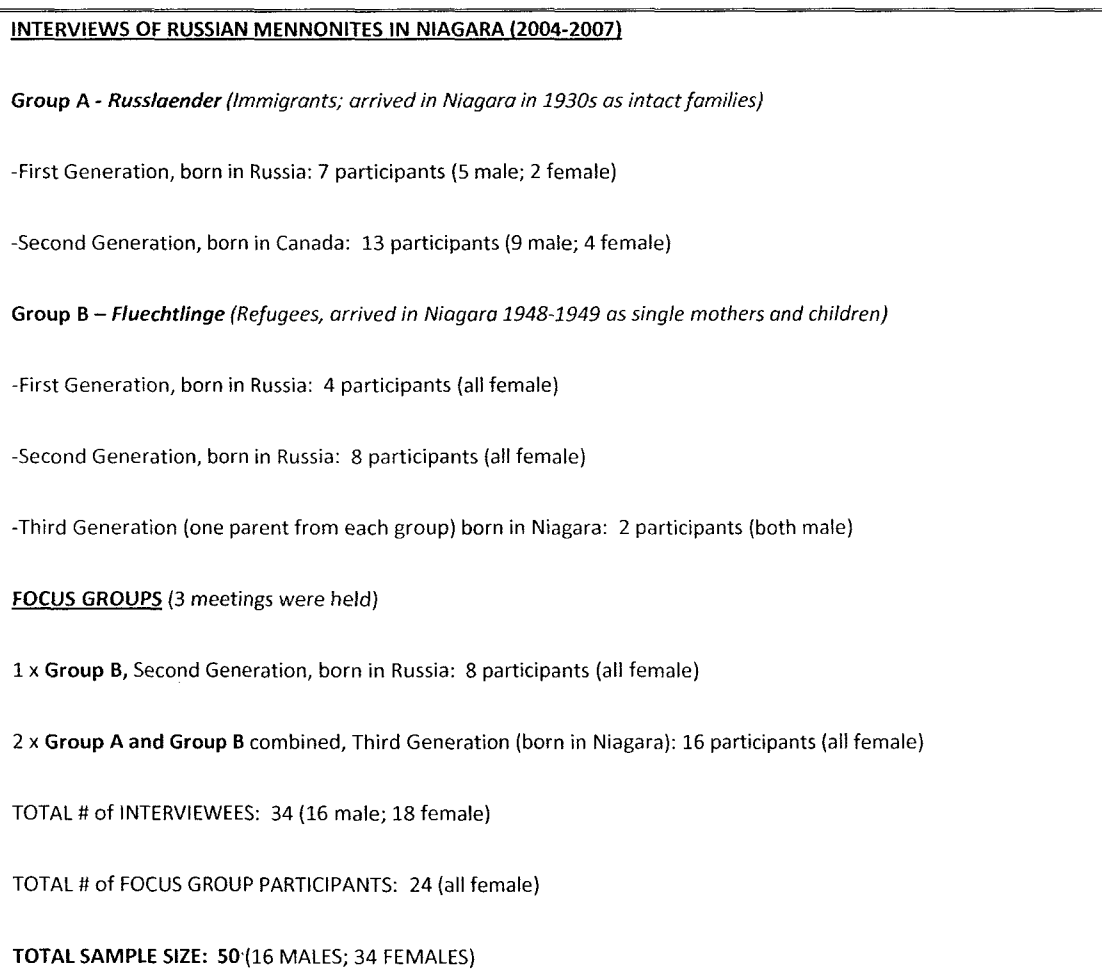 INTERVIEWS OF RUSSIAN MENNONITES IN NIAGARA (2004-2007)
Group A - Russlaender (Immigrants; arrived in Niagara in 1930s as intact families)
-First Generation, born in Russia: 7 participants (5 male; 2 female)
-Second Generation, born in Canada: 13 participants (9 male; 4 female)
Group B – Fluechtlinge (Refugees, arrived in Niagara 1948-1949 as single mothers and children)
-First Generation, born in Russia: 4 participants (all female)
-Second Generation, born in Russia: 8 participants (all female)
-Third Generation (one parent from each group) born in Niagara: 2 participants (both male)
FOCUS GROUPS (3 meetings were held)
1 x Group B, Second Generation, born in Russia: 8 participants (all female)
2 x Group A and Group B combined, Third Generation (born in Niagara): 16 participants (all female)
TOTAL # of INTERVIEWEES: 34 (16 male; 18 female)
TOTAL # of FOCUS GROUP PARTICIPANTS: 24 (all female)
TOTAL SAMPLE SIZE: 50 (16 MALES; 34 FEMALES)